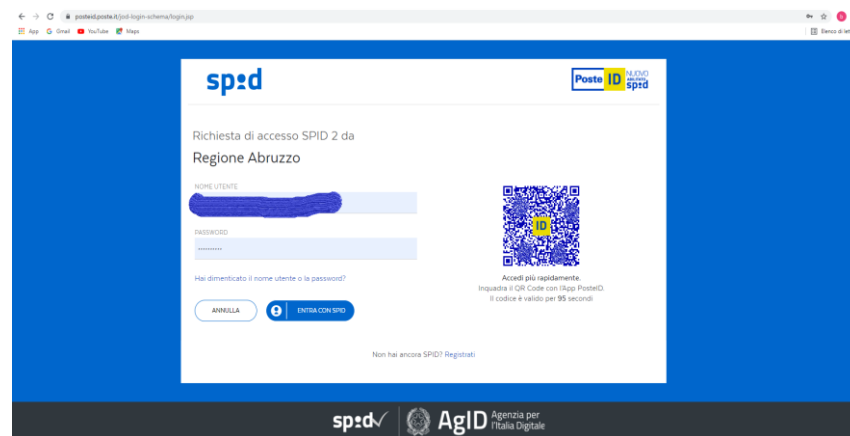 posteid.poste.it/jod-login-schema/login.jsp
App Gmail YouTube Maps
Elenco di let
spid
Poste ID NUOVO
spid
Richiesta di accesso SPID 2 da
Regione Abruzzo
NOME UTENTE
PASSWORD
Hai dimenticato il nome utente o la password?
ANNULLA
ENTRA CON SPID
ID
Accedi più rapidamente.
Inquadra il QR Code con l'App PosteID.
Il codice è valido per 95 secondi
Non hai ancora SPID? Registrati
spid
AgID Agenzia per
l'Italia Digitale